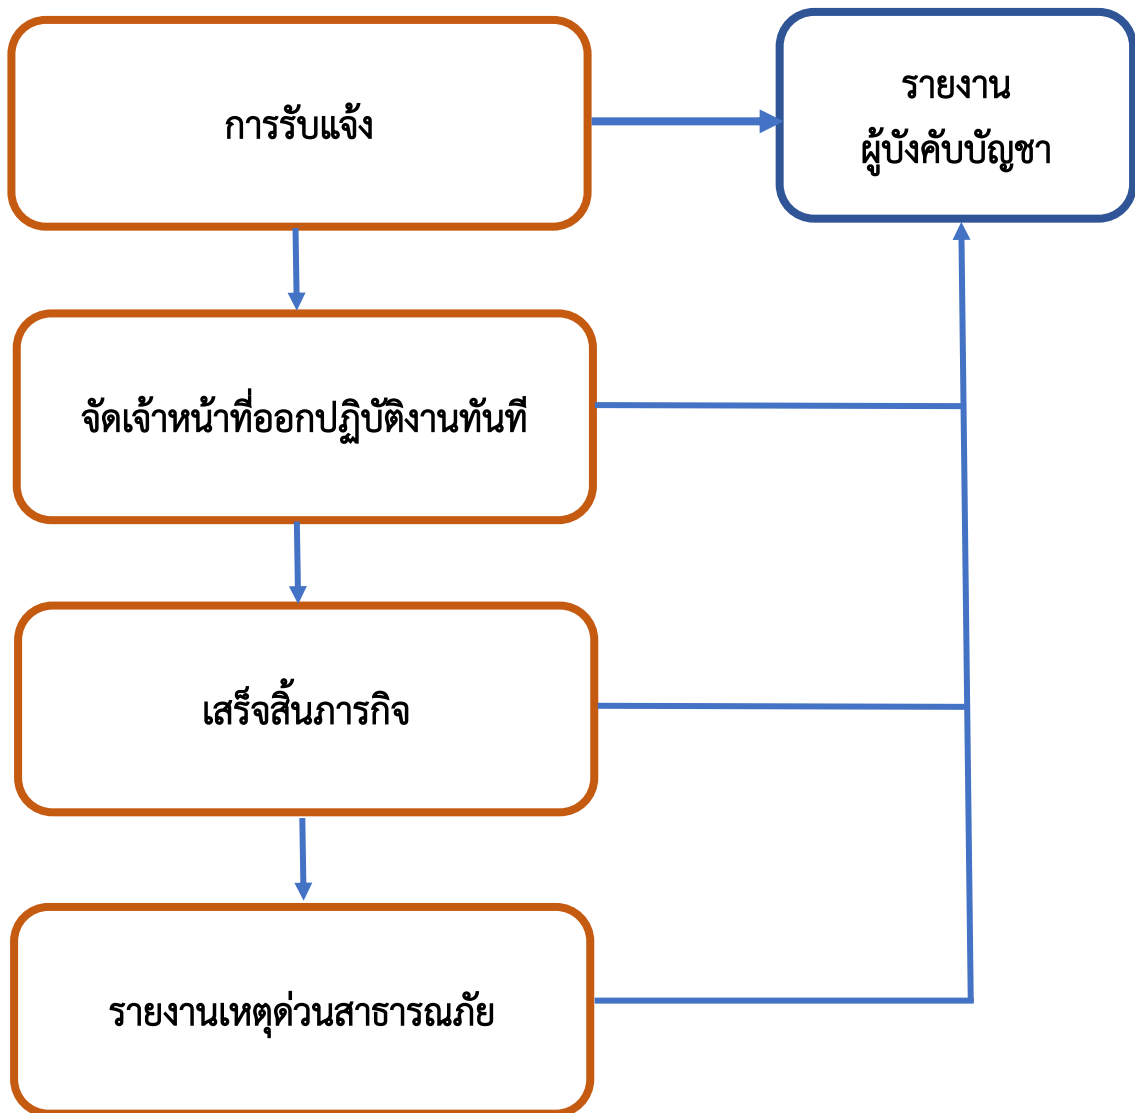 การรับแจ้ง
รายงาน
ผู้บังคับบัญชา
จัดเจ้าหน้าที่ออกปฏิบัติงานทันที
เสร็จสิ้นภารกิจ
รายงานเหตุด่วนสาธารณภัย